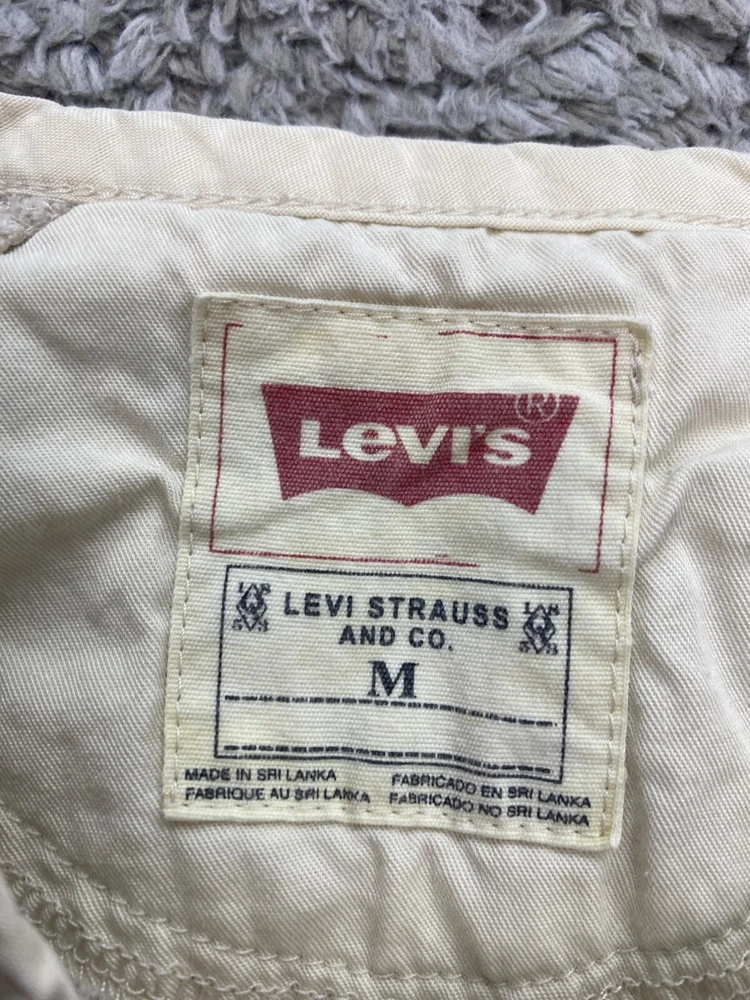 Levi's®
LEVI STRAUSS
AND CO.
M
MADE IN SRI LANKA
FABRIQUE AU SRI LANKA
FABRICADO EN SRI LANKA
FABRICADO NO SRI LANKA